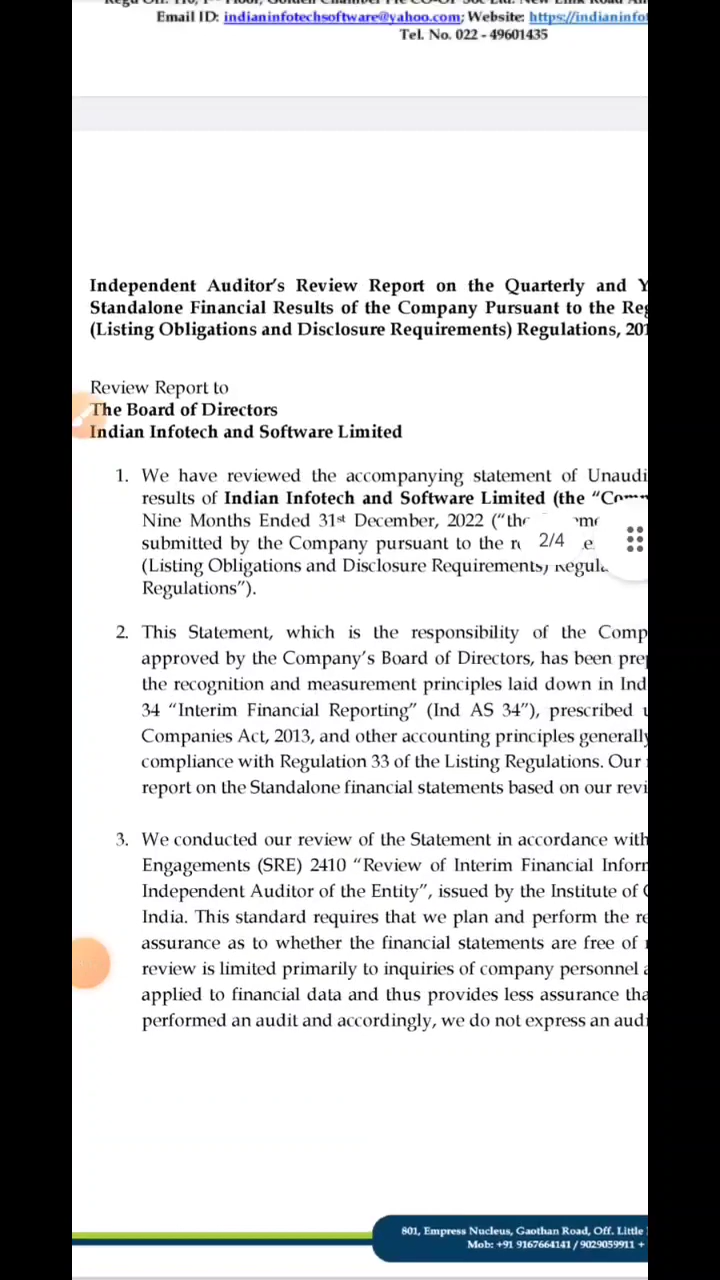 Email ID: indianinfotechsoftware@yahoo.com; Website: https://indianinfot
Tel. No. 022 - 49601435
Independent Auditor's Review Report on the Quarterly and Y
Standalone Financial Results of the Company Pursuant to the Reg
(Listing Obligations and Disclosure Requirements) Regulations, 201
Review Report to
The Board of Directors
Indian Infotech and Software Limited
1. We have reviewed the accompanying statement of Unaudi
results of Indian Infotech and Software Limited (the “Com
Nine Months Ended 31st December, 2022 (“the
submitted by the Company pursuant to the
2/4
(Listing Obligations and Disclosure Requirements) Regula
Regulations”).
2. This Statement, which is the responsibility of the Comp
approved by the Company’s Board of Directors, has been prep
the recognition and measurement principles laid down in Ind
34 “Interim Financial Reporting” (Ind AS 34”), prescribed u
Companies Act, 2013, and other accounting principles generally
compliance with Regulation 33 of the Listing Regulations. Our
report on the Standalone financial statements based on our revi
3. We conducted our review of the Statement in accordance with
Engagements (SRE) 2410 “Review of Interim Financial Inform
Independent Auditor of the Entity”, issued by the Institute of C
India. This standard requires that we plan and perform the re
assurance as to whether the financial statements are free of
review is limited primarily to inquiries of company personnel a
applied to financial data and thus provides less assurance tha
performed an audit and accordingly, we do not express an audi
801, Empress Nucleus, Gaothan Road, Off. Little
Mob: +91 9167664141 / 9029059911 +